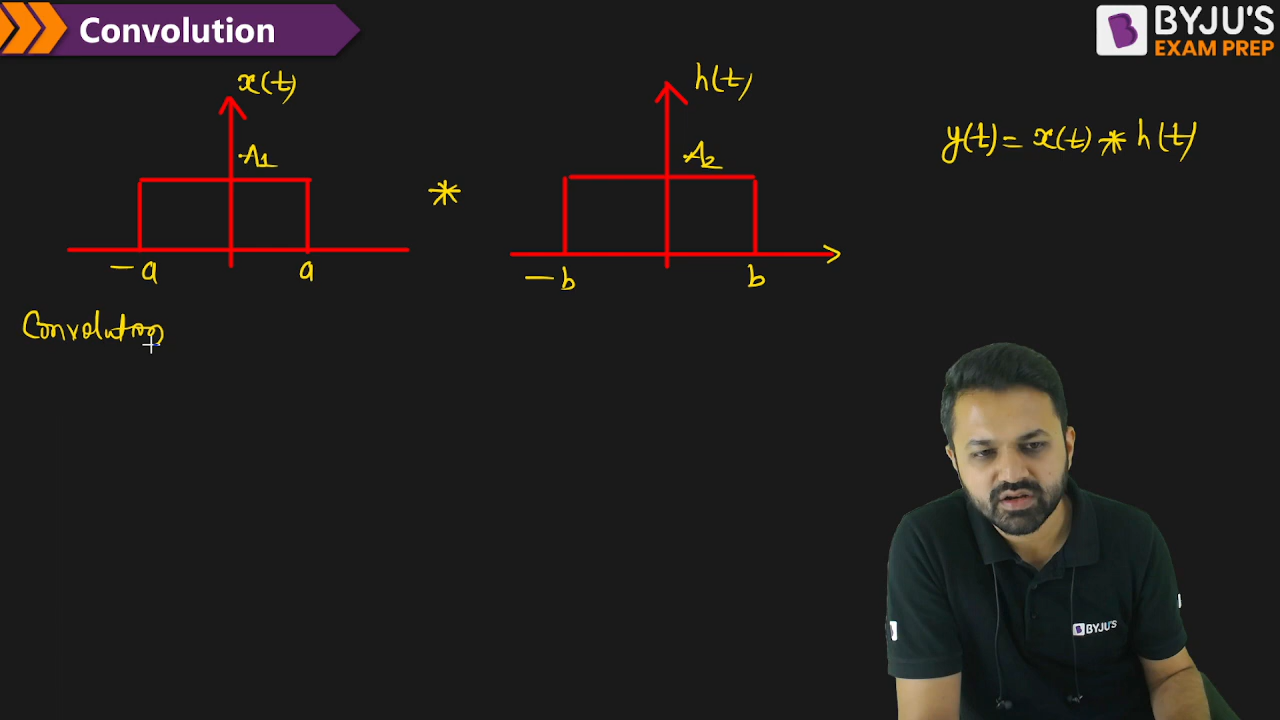 Convolution
BYJU'S
EXAM PREP
x(t)
A1
-a
a
*
h(t)
A2
-b
b
y(t) = x(t) * h(t)
Convolution
BYJU'S